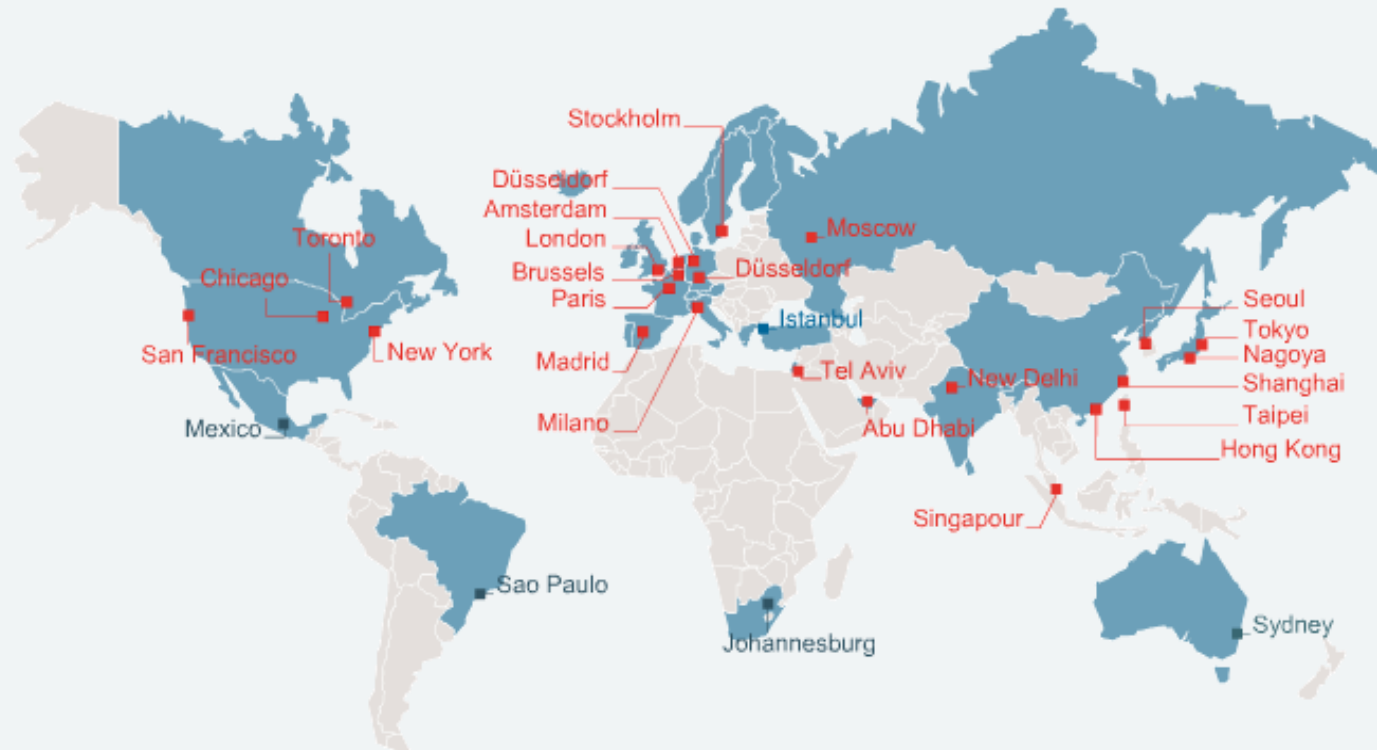 Stockholm
Düsseldorf
Amsterdam
London
Brussels
Paris
Düsseldorf
Moscow
Istanbul
Madrid
Milano
Toronto
Chicago
San Francisco
New York
Mexico
Sao Paulo
Johannesburg
Tel Aviv
Abu Dhabi
New Delhi
Seoul
Tokyo
Nagoya
Shanghai
Taipei
Hong Kong
Singapour
Sydney